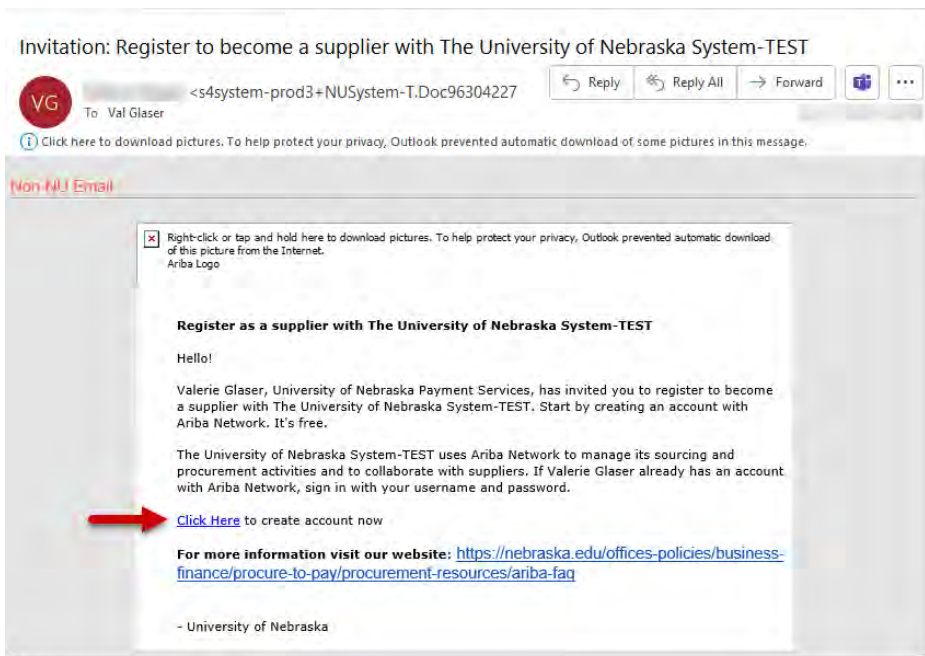 Invitation: Register to become a supplier with The University of Nebraska System-TEST
VG
<s4system-prod3+NUSystem-T.Doc96304227
Reply
Reply All
Forward
To Val Glaser
Click here to download pictures. To help protect your privacy, Outlook prevented automatic download of some pictures in this message.
Non-NU Email
Right-click or tap and hold here to download pictures. To help protect your privacy, Outlook prevented automatic download
of this picture from the Internet.
Ariba Logo
Register as a supplier with The University of Nebraska System-TEST
Hello!
Valerie Glaser, University of Nebraska Payment Services, has invited you to register to become
a supplier with The University of Nebraska System-TEST. Start by creating an account with
Ariba Network. It's free.
The University of Nebraska System-TEST uses Ariba Network to manage its sourcing and
procurement activities and to collaborate with suppliers. If Valerie Glaser already has an account
with Ariba Network, sign in with your username and password.
Click Here to create account now
For more information visit our website: https://nebraska.edu/offices-policies/business-
finance/procure-to-pay/procurement-resources/ariba-faq
- University of Nebraska